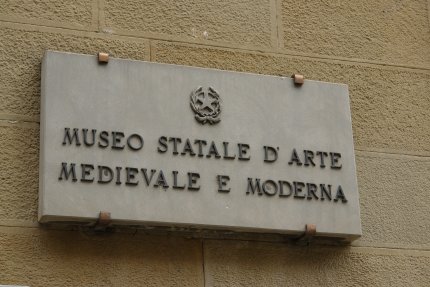 MUSEO STATALE D'ARTE
MEDIEVALE E MODERNA